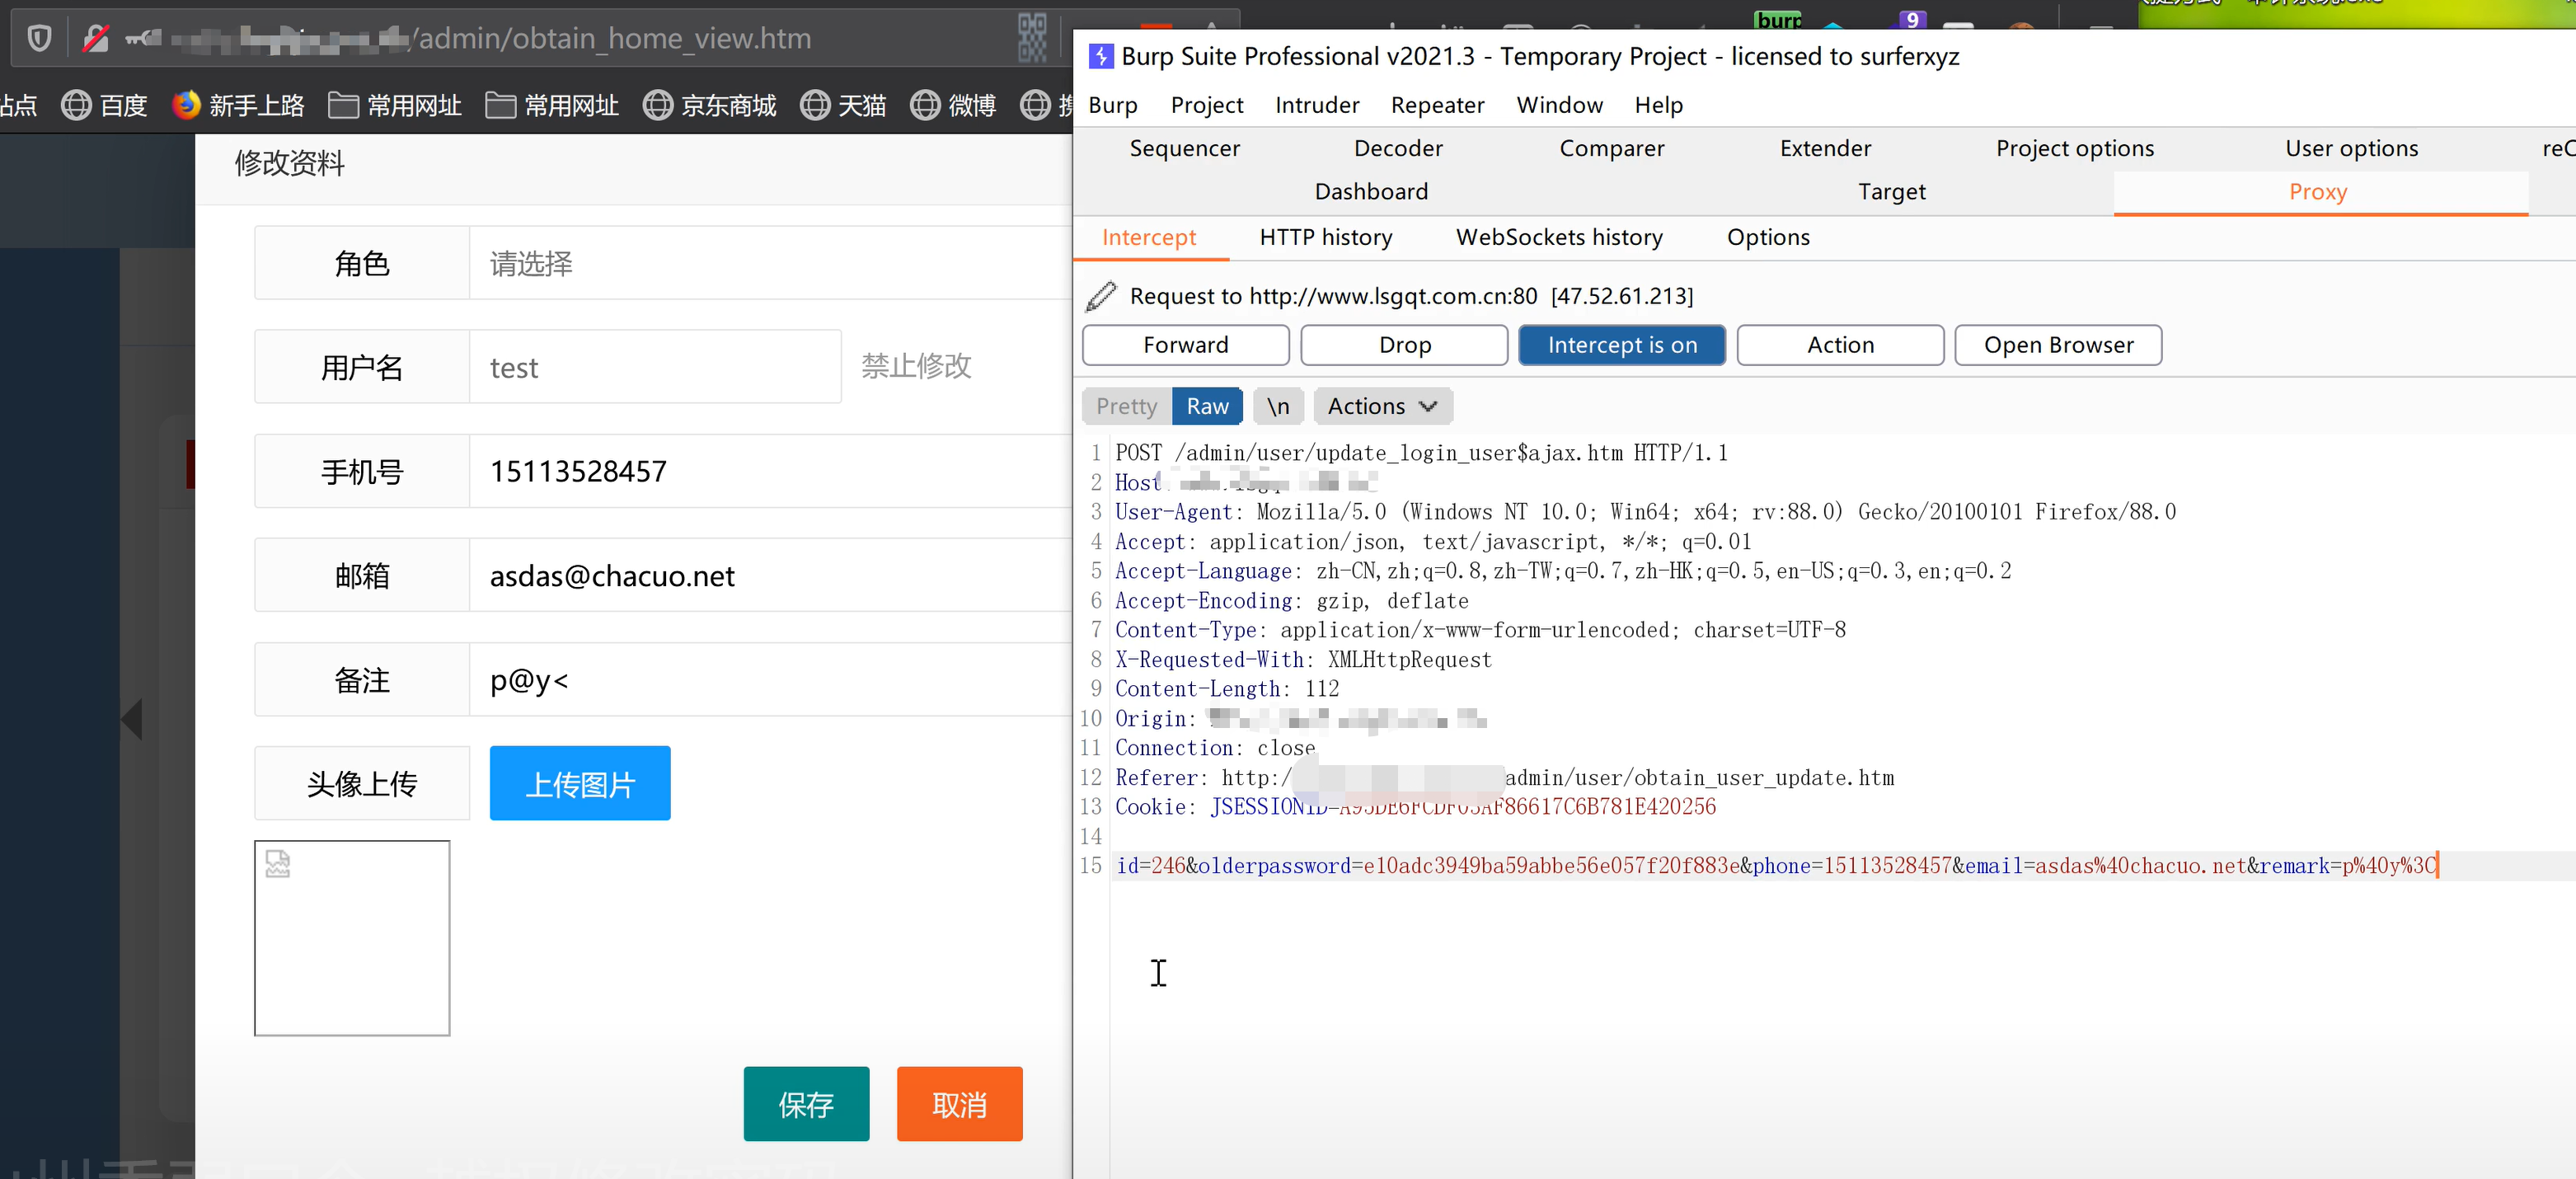 /admin/obtain_home_view.htm
站点 百度 新手上路 常用网址 常用网址 京东商城 天猫 微博
修改资料
角色 请选择
用户名 test 禁止修改
手机号 15113528457
邮箱 asdas@chacuo.net
备注 p@y<
头像上传 上传图片
保存 取消
burp
9
Burp Suite Professional v2021.3 - Temporary Project - licensed to surferxyz
Burp Project Intruder Repeater Window Help
Sequencer Decoder Comparer Extender Project options User options
Dashboard Target Proxy
Intercept HTTP history WebSockets history Options
Request to http://www.lsgqt.com.cn:80 [47.52.61.213]
Forward Drop Intercept is on Action Open Browser
Pretty Raw \n Actions
1 POST /admin/user/update_login_user$ajax.htm HTTP/1.1
2 Host:
3 User-Agent: Mozilla/5.0 (Windows NT 10.0; Win64; x64; rv:88.0) Gecko/20100101 Firefox/88.0
4 Accept: application/json, text/javascript, */*; q=0.01
5 Accept-Language: zh-CN,zh;q=0.8,zh-TW;q=0.7,zh-HK;q=0.5,en-US;q=0.3,en;q=0.2
6 Accept-Encoding: gzip, deflate
7 Content-Type: application/x-www-form-urlencoded; charset=UTF-8
8 X-Requested-With: XMLHttpRequest
9 Content-Length: 112
10 Origin:
11 Connection: close
12 Referer: http:/ admin/user/obtain_user_update.htm
13 Cookie: JSESSIONID=A93DE6FCDF03AF86617C6B781E420256
14
15 id=246&olderpassword=e10adc3949ba59abbe56e057f20f883e&phone=15113528457&email=asdas%40chacuo.net&remark=p%40y%3C